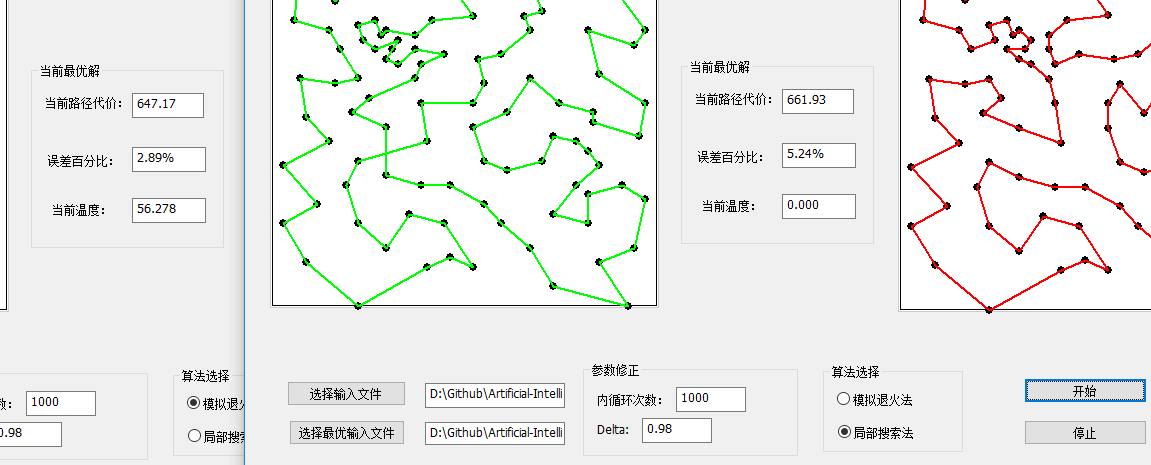 当前最优解
当前路径代价: 647.17
误差百分比: 2.89%
当前温度: 56.278
数: 1000
0.98
算法选择
模拟退火
局部搜索
当前最优解
当前路径代价: 661.93
误差百分比: 5.24%
当前温度: 0.000
选择输入文件 D:\Github\Artificial-Intelli
选择最优输入文件 D:\Github\Artificial-Intelli
参数修正
内循环次数: 1000
Delta: 0.98
算法选择
模拟退火法
局部搜索法
开始
停止